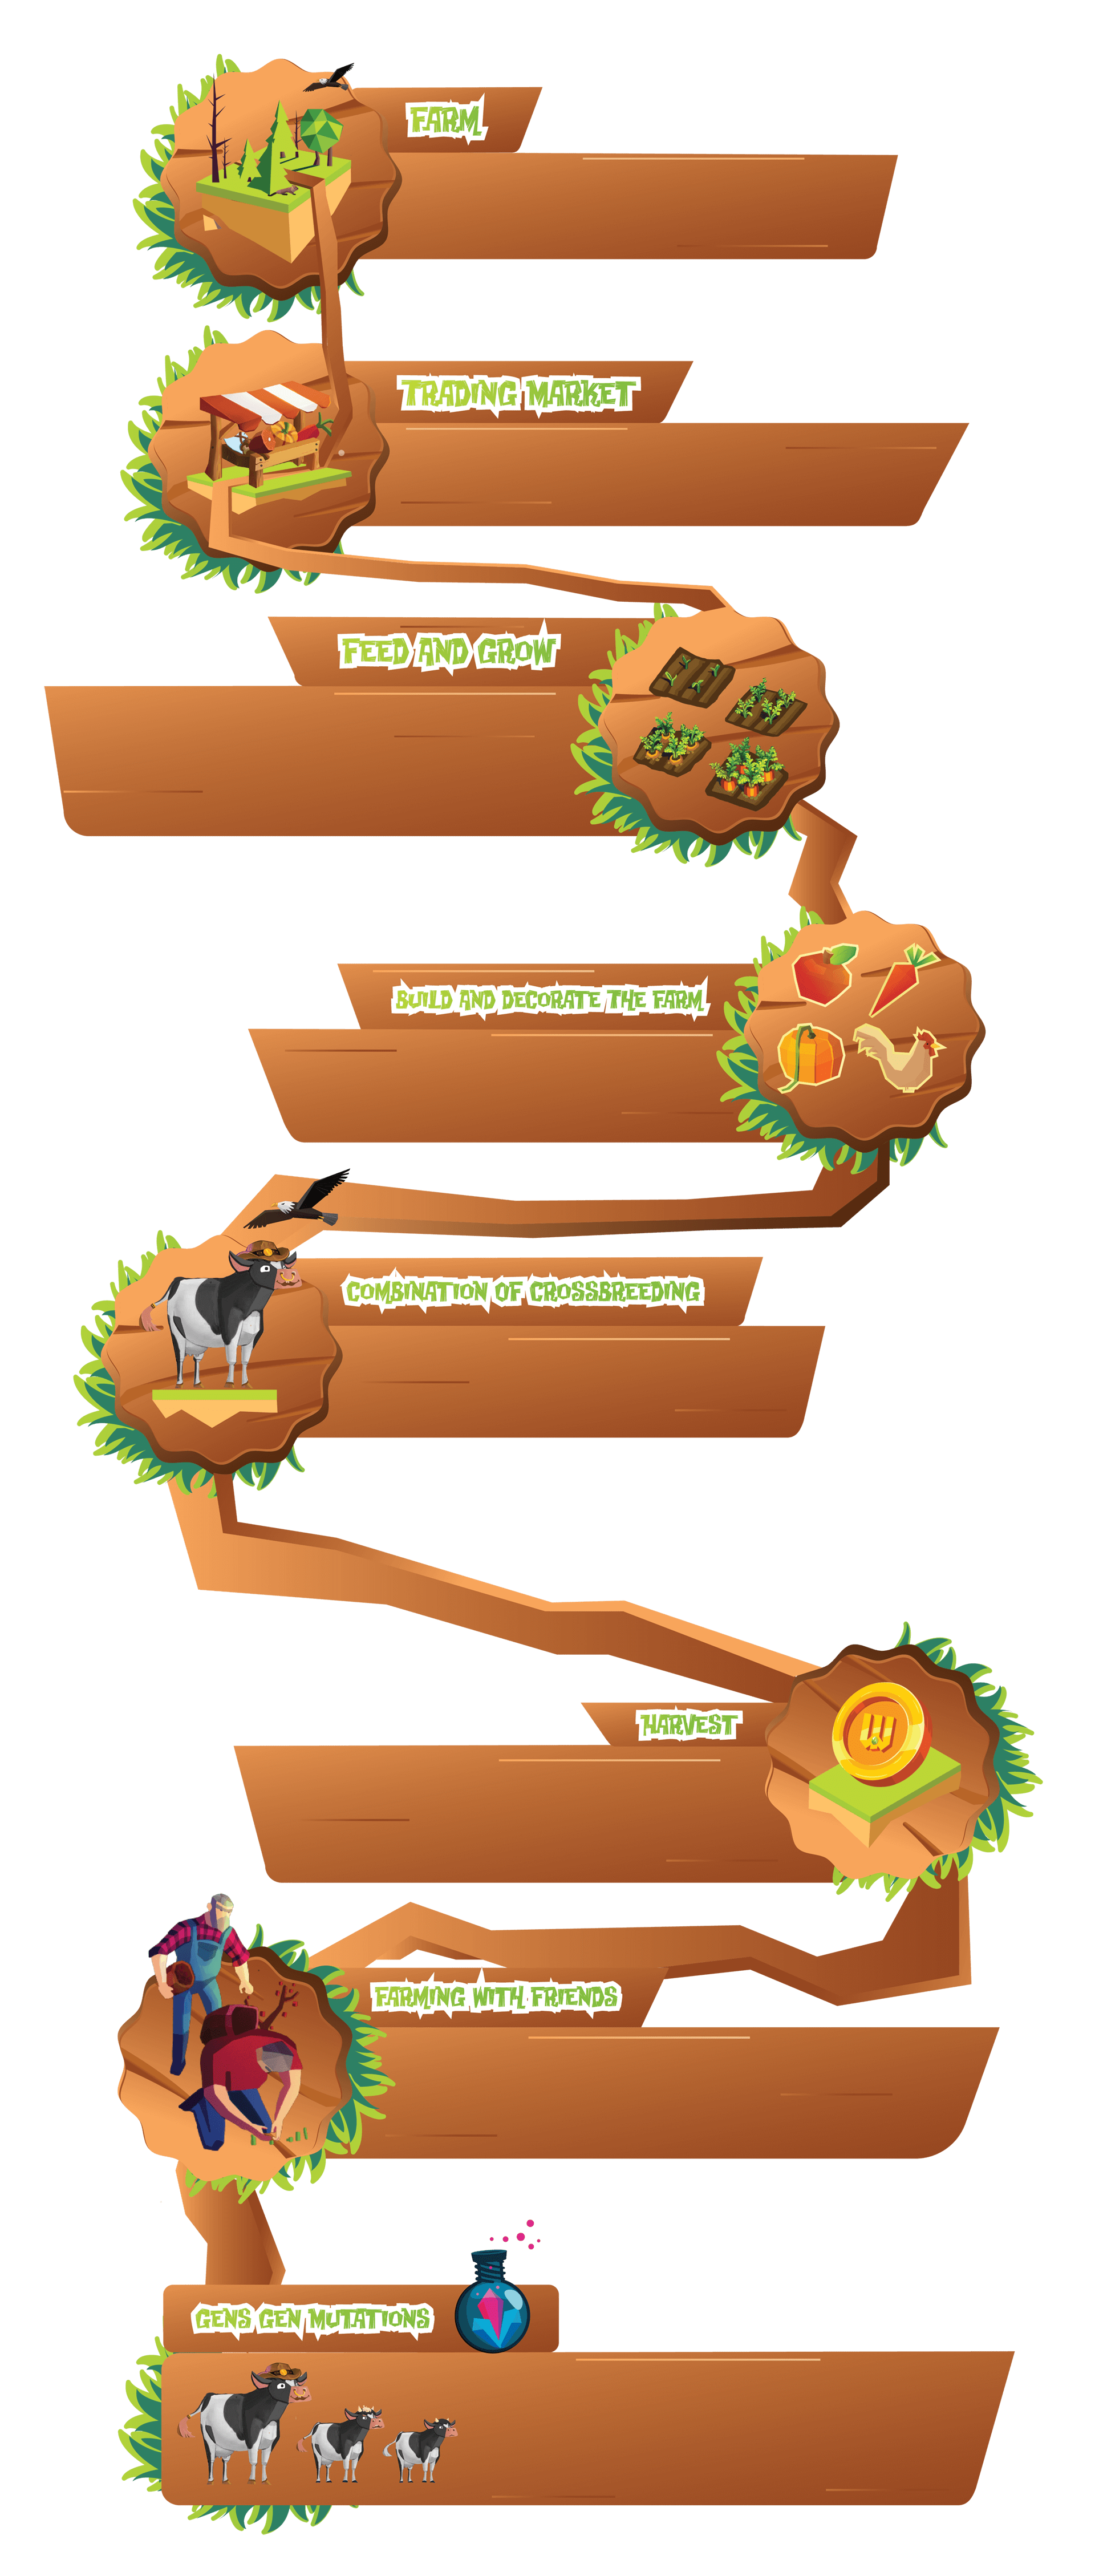 FARM
TRADING MARKET
FEED AND GROW
BUILD AND DECORATE THE FARM
COMBINATION OF CROSSBREEDING
HARVEST
W
FARMING WITH FRIENDS
GENS GEN MUTATIONS